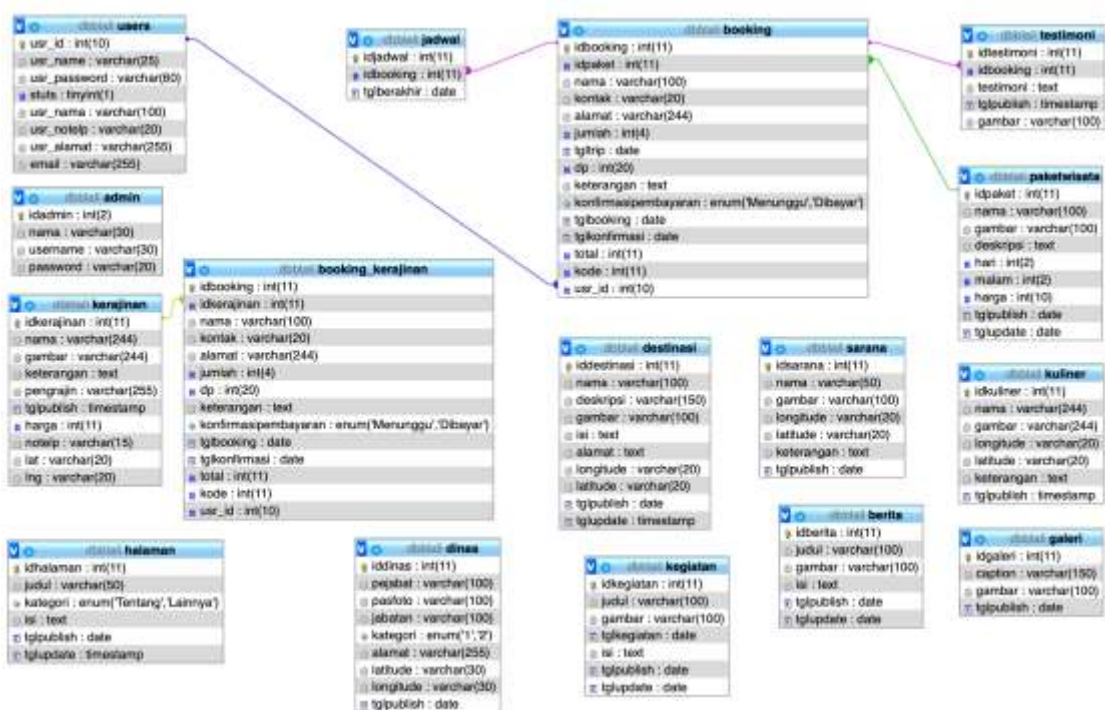 users
usr_id : int(10)
usr_name : varchar(25)
usr_password : varchar(60)
stuts : tinyint(1)
usr_nama : varchar(100)
usr_notelp : varchar(20)
usr_alamat : varchar(255)
email : varchar(255)
jadwal
idjadwal : int(11)
idbooking : int(11)
tglberakhir : date
booking
idbooking : int(11)
idpaket : int(11)
nama : varchar(100)
kontak : varchar(20)
alamat : varchar(244)
jumlah : int(4)
tgltrip : date
dp : int(20)
keterangan : text
konfirmasipembayaran : enum('Menunggu','Dibayar')
tglbooking : date
tglkonfirmasi : date
total : int(11)
kode : int(11)
usr_id : int(10)
testimoni
idtestimoni : int(11)
idbooking : int(11)
testimoni : text
tglpublish : timestamp
gambar : varchar(100)
admin
idadmin : int(2)
nama : varchar(30)
username : varchar(30)
password : varchar(20)
paketwisata
idpaket : int(11)
nama : varchar(100)
gambar : varchar(100)
deskripsi : text
hari : int(2)
malam : int(2)
harga : int(10)
tglpublish : date
tglupdate : date
kerajinan
idkerajinan : int(11)
nama : varchar(244)
gambar : varchar(244)
keterangan : text
pengrajin : varchar(255)
tglpublish : timestamp
harga : int(11)
notelp : varchar(15)
lat : varchar(20)
lng : varchar(20)
booking_kerajinan
idbooking : int(11)
idkerajinan : int(11)
nama : varchar(100)
kontak : varchar(20)
alamat : varchar(244)
jumlah : int(4)
dp : int(20)
keterangan : text
konfirmasipembayaran : enum('Menunggu','Dibayar')
tglbooking : date
tglkonfirmasi : date
total : int(11)
kode : int(11)
usr_id : int(10)
destinasi
iddestinasi : int(11)
nama : varchar(100)
deskripsi : varchar(150)
gambar : varchar(100)
isi : text
alamat : text
longitude : varchar(20)
latitude : varchar(20)
tglpublish : date
tglupdate : timestamp
sarana
idsarana : int(11)
nama : varchar(50)
gambar : varchar(100)
longitude : varchar(20)
latitude : varchar(20)
keterangan : text
tglpublish : date
kuliner
idkuliner : int(11)
nama : varchar(244)
gambar : varchar(244)
longitude : varchar(20)
latitude : varchar(20)
keterangan : text
tglpublish : timestamp
halaman
idhalaman : int(11)
judul : varchar(50)
kategori : enum('Tentang','Lainnya')
isi : text
tglpublish : date
tglupdate : timestamp
dinas
iddinas : int(11)
pejabat : varchar(100)
pasfoto : varchar(100)
jabatan : varchar(100)
kategori : enum('1','2')
alamat : varchar(255)
latitude : varchar(30)
longitude : varchar(30)
tglpublish : date
kegiatan
idkegiatan : int(11)
judul : varchar(100)
gambar : varchar(100)
tglkegiatan : date
isi : text
tglpublish : date
tglupdate : date
berita
idberita : int(11)
judul : varchar(100)
gambar : varchar(100)
isi : text
tglpublish : date
tglupdate : date
galeri
idgaleri : int(11)
caption : varchar(150)
gambar : varchar(100)
tglpublish : date